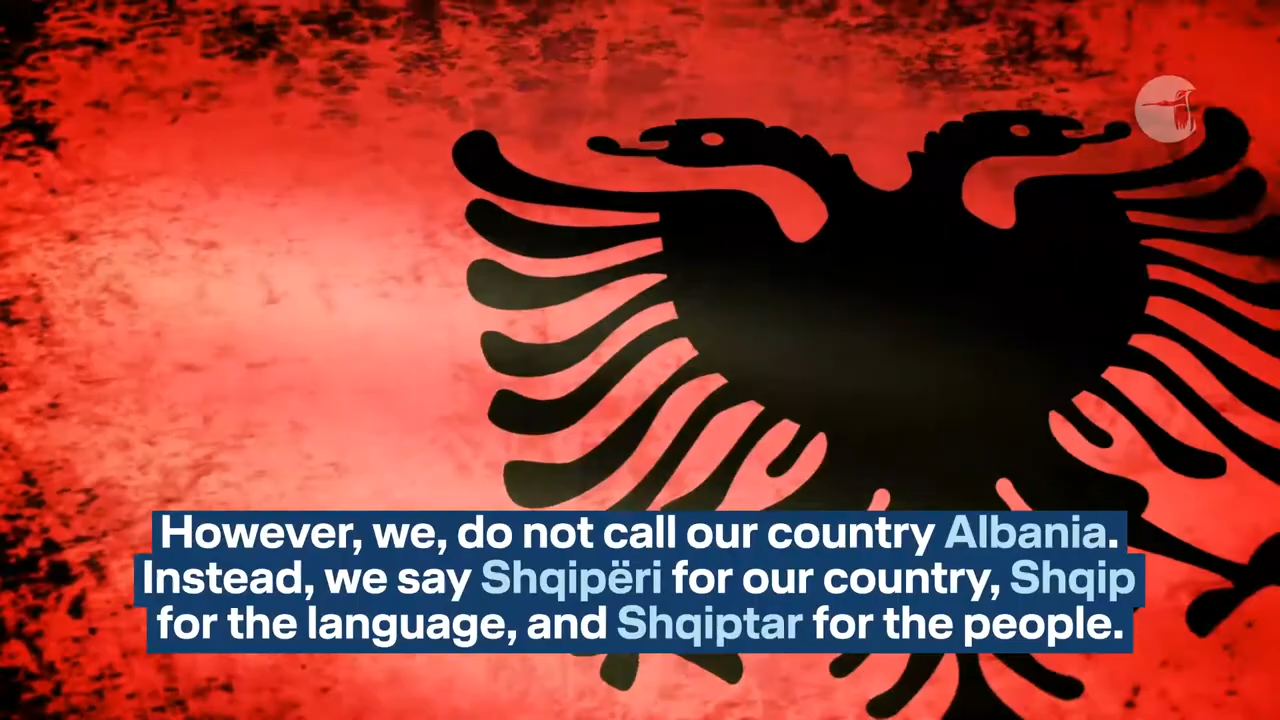 However, we, do not call our country Albania.
Instead, we say Shqipëri for our country, Shqip
for the language, and Shqiptar for the people.